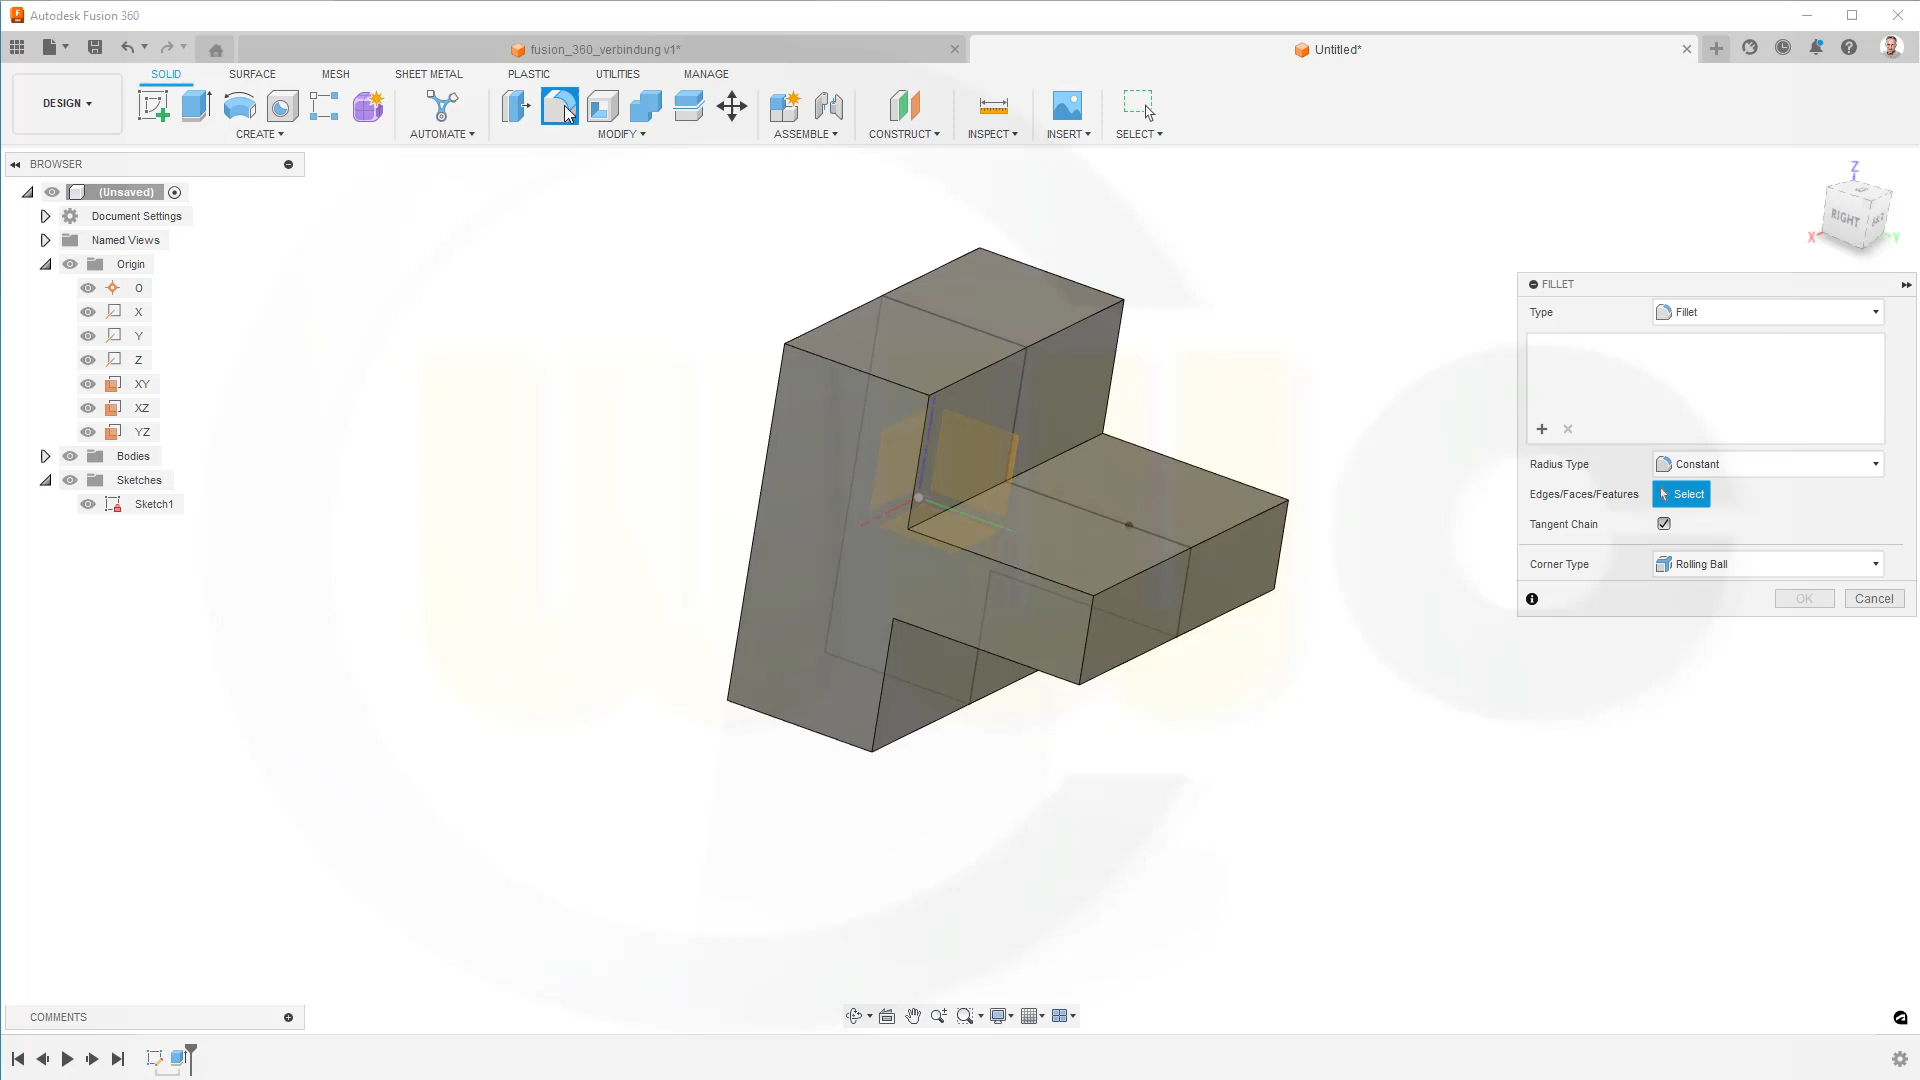 Autodesk Fusion 360
fusion_360_verbindung v1*
Untitled*
DESIGN
SOLID
SURFACE
MESH
SHEET METAL
PLASTIC
UTILITIES
MANAGE
CREATE
AUTOMATE
MODIFY
ASSEMBLE
CONSTRUCT
INSPECT
INSERT
SELECT
BROWSER
(Unsaved)
Document Settings
Named Views
Origin
O
X
Y
Z
XY
XZ
YZ
Bodies
Sketches
Sketch1
Z
RIGHT
X
Y
FILLET
Type
Fillet
Radius Type
Constant
Edges/Faces/Features
Select
Tangent Chain
Corner Type
Rolling Ball
OK
Cancel
COMMENTS